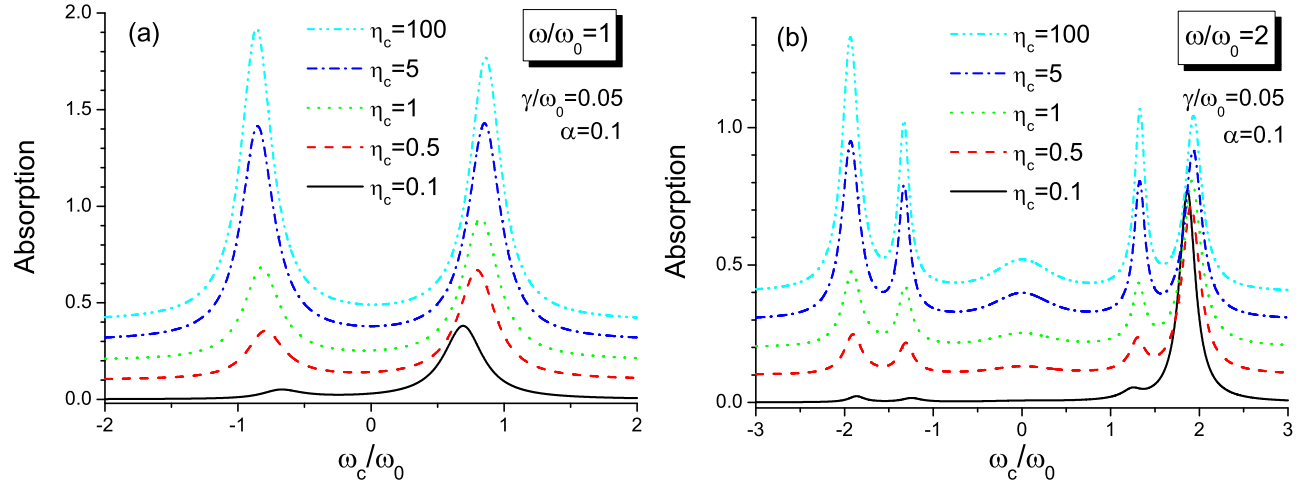 (a)
ηc=100
ηc=5
ηc=1
ηc=0.5
ηc=0.1
ω/ω0=1
γ/ω0=0.05
α=0.1
2.0
1.5
1.0
0.5
0.0
Absorption
-2
-1
0
1
2
ωc/ω0
(b)
ηc=100
ηc=5
ηc=1
ηc=0.5
ηc=0.1
ω/ω0=2
γ/ω0=0.05
α=0.1
1.0
0.5
0.0
Absorption
-3
-2
-1
0
1
2
3
ωc/ω0